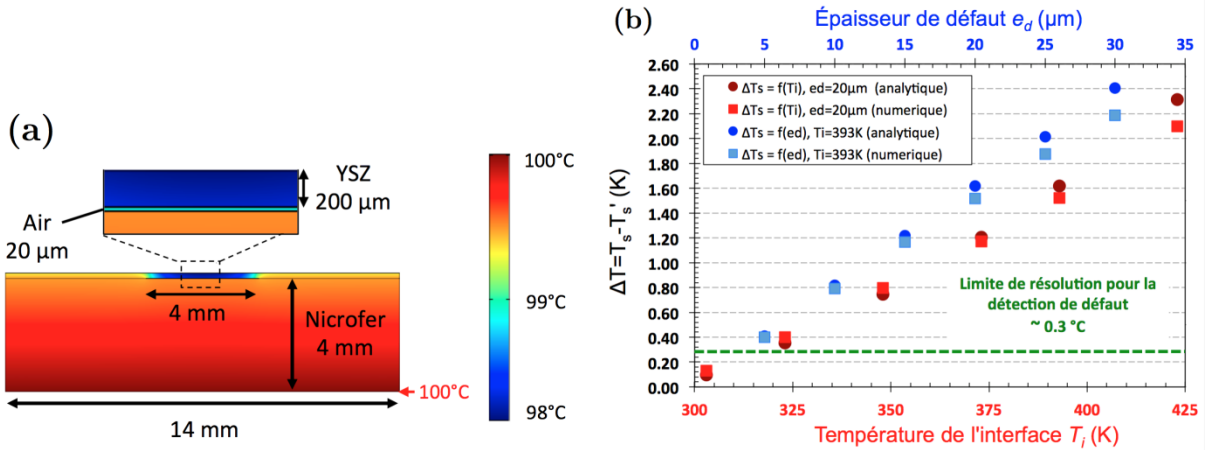 (a)
YSZ
200 µm
Air
20 µm
4 mm
Nicrofer
4 mm
100°C
14 mm
100°C
99°C
98°C
(b)
Épaisseur de défaut e_d (µm)
0 5 10 15 20 25 30 35
ΔT=T_s-T_s' (K)
2.60
2.40
2.20
2.00
1.80
1.60
1.40
1.20
1.00
0.80
0.60
0.40
0.20
0.00
ΔTs = f(Ti), ed=20µm (analytique)
ΔTs = f(Ti), ed=20µm (numerique)
ΔTs = f(ed), Ti=393K (analytique)
ΔTs = f(ed), Ti=393K (numerique)
Limite de résolution pour la
détection de défaut
~ 0.3 °C
300 325 350 375 400 425
Température de l'interface T_i (K)